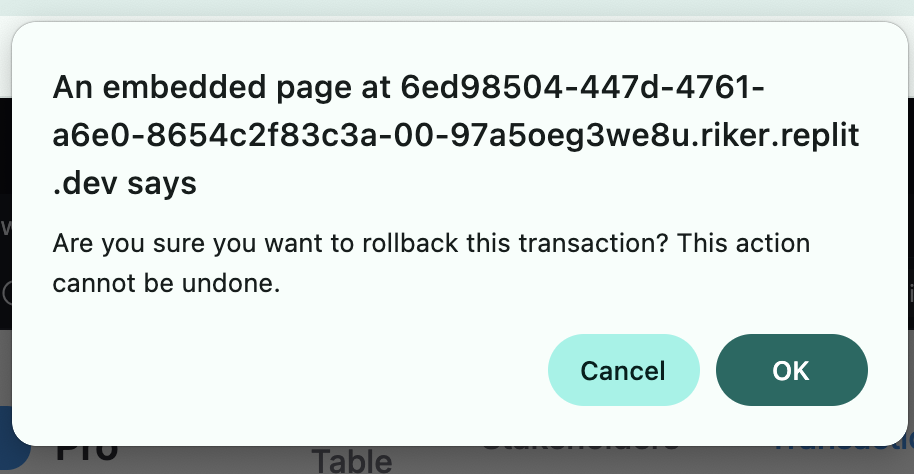 An embedded page at 6ed98504-447d-4761-
a6e0-8654c2f83c3a-00-97a5oeg3we8u.riker.replit
.dev says
Are you sure you want to rollback this transaction? This action
cannot be undone.
Cancel OK
Pro
Table